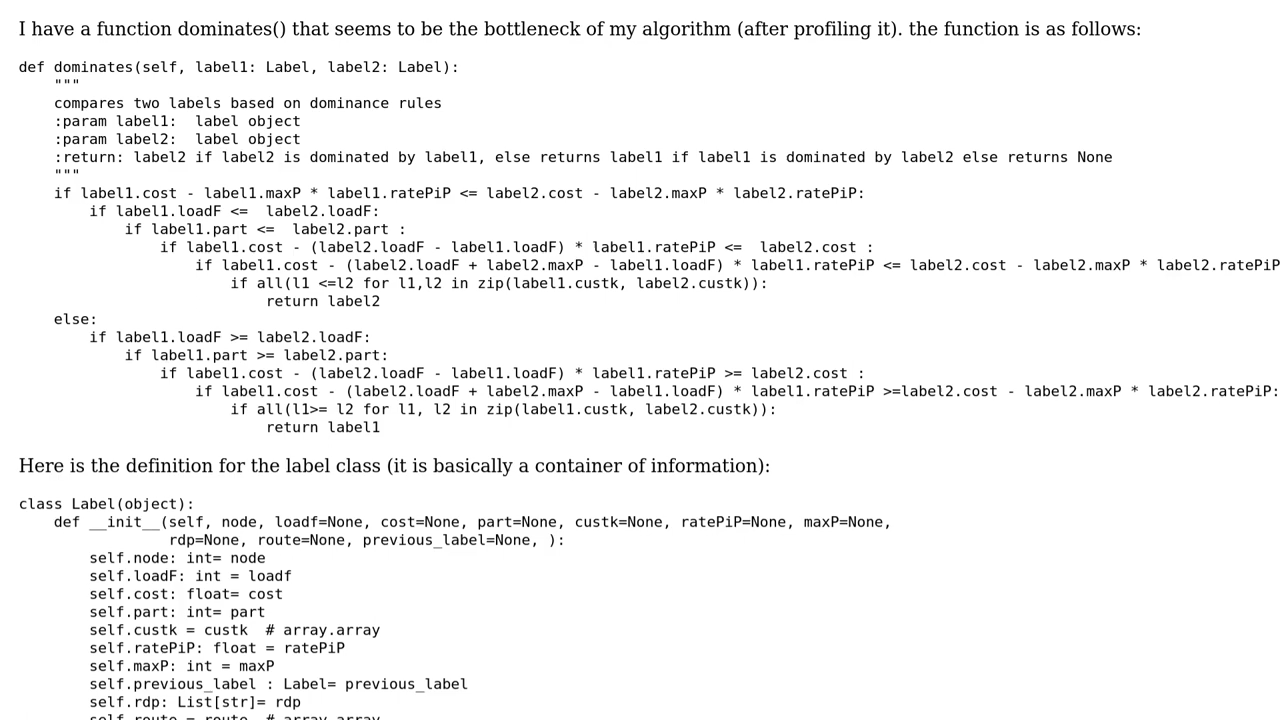 I have a function dominates() that seems to be the bottleneck of my algorithm (after profiling it). the function is as follows:
def dominates(self, label1: Label, label2: Label):
    """
    compares two labels based on dominance rules
    :param label1:  label object
    :param label2:  label object
    :return: label2 if label2 is dominated by label1, else returns label1 if label1 is dominated by label2 else returns None
    """
    if label1.cost - label1.maxP * label1.ratePiP <= label2.cost - label2.maxP * label2.ratePiP:
        if label1.loadF <=  label2.loadF:
            if label1.part <=  label2.part :
                if label1.cost - (label2.loadF - label1.loadF) * label1.ratePiP <=  label2.cost :
                    if label1.cost - (label2.loadF + label2.maxP - label1.loadF) * label1.ratePiP <= label2.cost - label2.maxP * label2.ratePiP
                        if all(l1 <=l2 for l1,l2 in zip(label1.custk, label2.custk)):
                            return label2
    else:
        if label1.loadF >= label2.loadF:
            if label1.part >= label2.part:
                if label1.cost - (label2.loadF - label1.loadF) * label1.ratePiP >= label2.cost :
                    if label1.cost - (label2.loadF + label2.maxP - label1.loadF) * label1.ratePiP >=label2.cost - label2.maxP * label2.ratePiP:
                        if all(l1>= l2 for l1, l2 in zip(label1.custk, label2.custk)):
                            return label1
Here is the definition for the label class (it is basically a container of information):
class Label(object):
    def __init__(self, node, loadf=None, cost=None, part=None, custk=None, ratePiP=None, maxP=None,
                 rdp=None, route=None, previous_label=None, ):
        self.node: int= node
        self.loadF: int = loadf
        self.cost: float= cost
        self.part: int= part
        self.custk = custk  # array.array
        self.ratePiP: float = ratePiP
        self.maxP: int = maxP
        self.previous_label : Label= previous_label
        self.rdp: List[str]= rdp
        self.route = route  # array.array